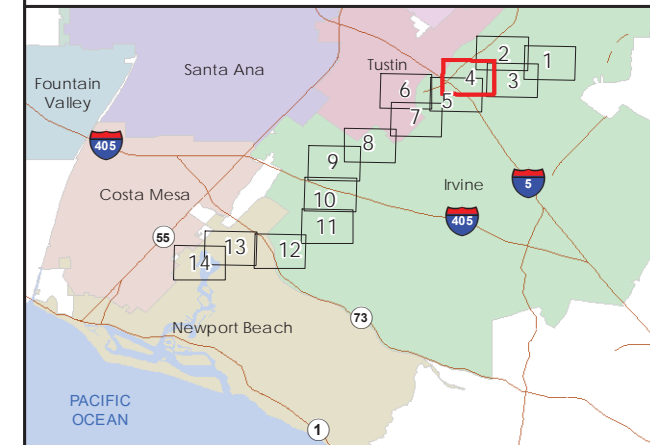 2
1
Tustin
Santa Ana
4
3
Fountain
Valley
6
5
7
405
8
9
Irvine
5
Costa Mesa
10
405
11
55
13
12
14
73
Newport Beach
PACIFIC
OCEAN
1